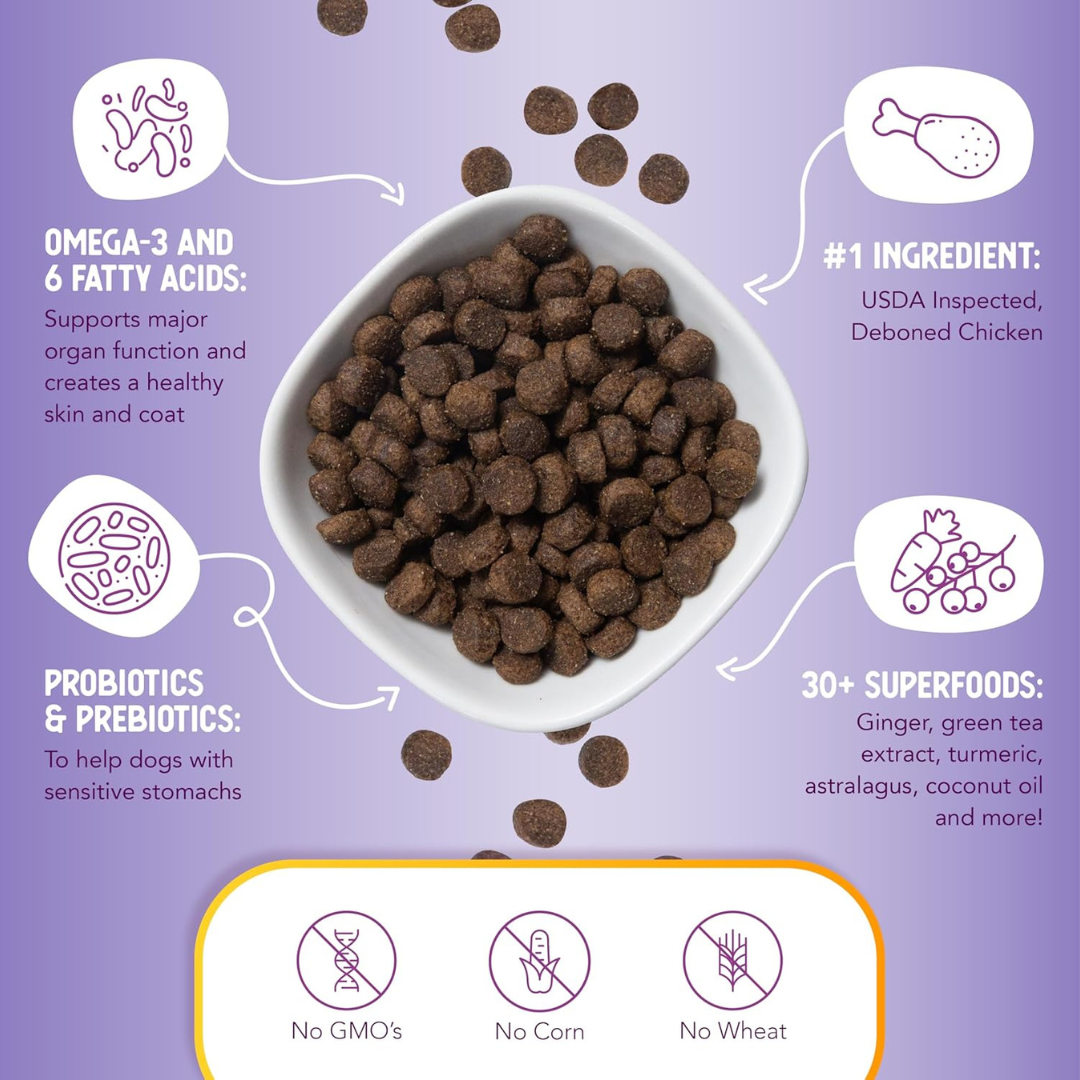 OMEGA-3 AND
6 FATTY ACIDS:
Supports major
organ function and
creates a healthy
skin and coat
#1 INGREDIENT:
USDA Inspected,
Deboned Chicken
PROBIOTICS
& PREBIOTICS:
To help dogs with
sensitive stomachs
30+ SUPERFOODS:
Ginger, green tea
extract, turmeric,
astralagus, coconut oil
and more!
No GMO's
No Corn
No Wheat